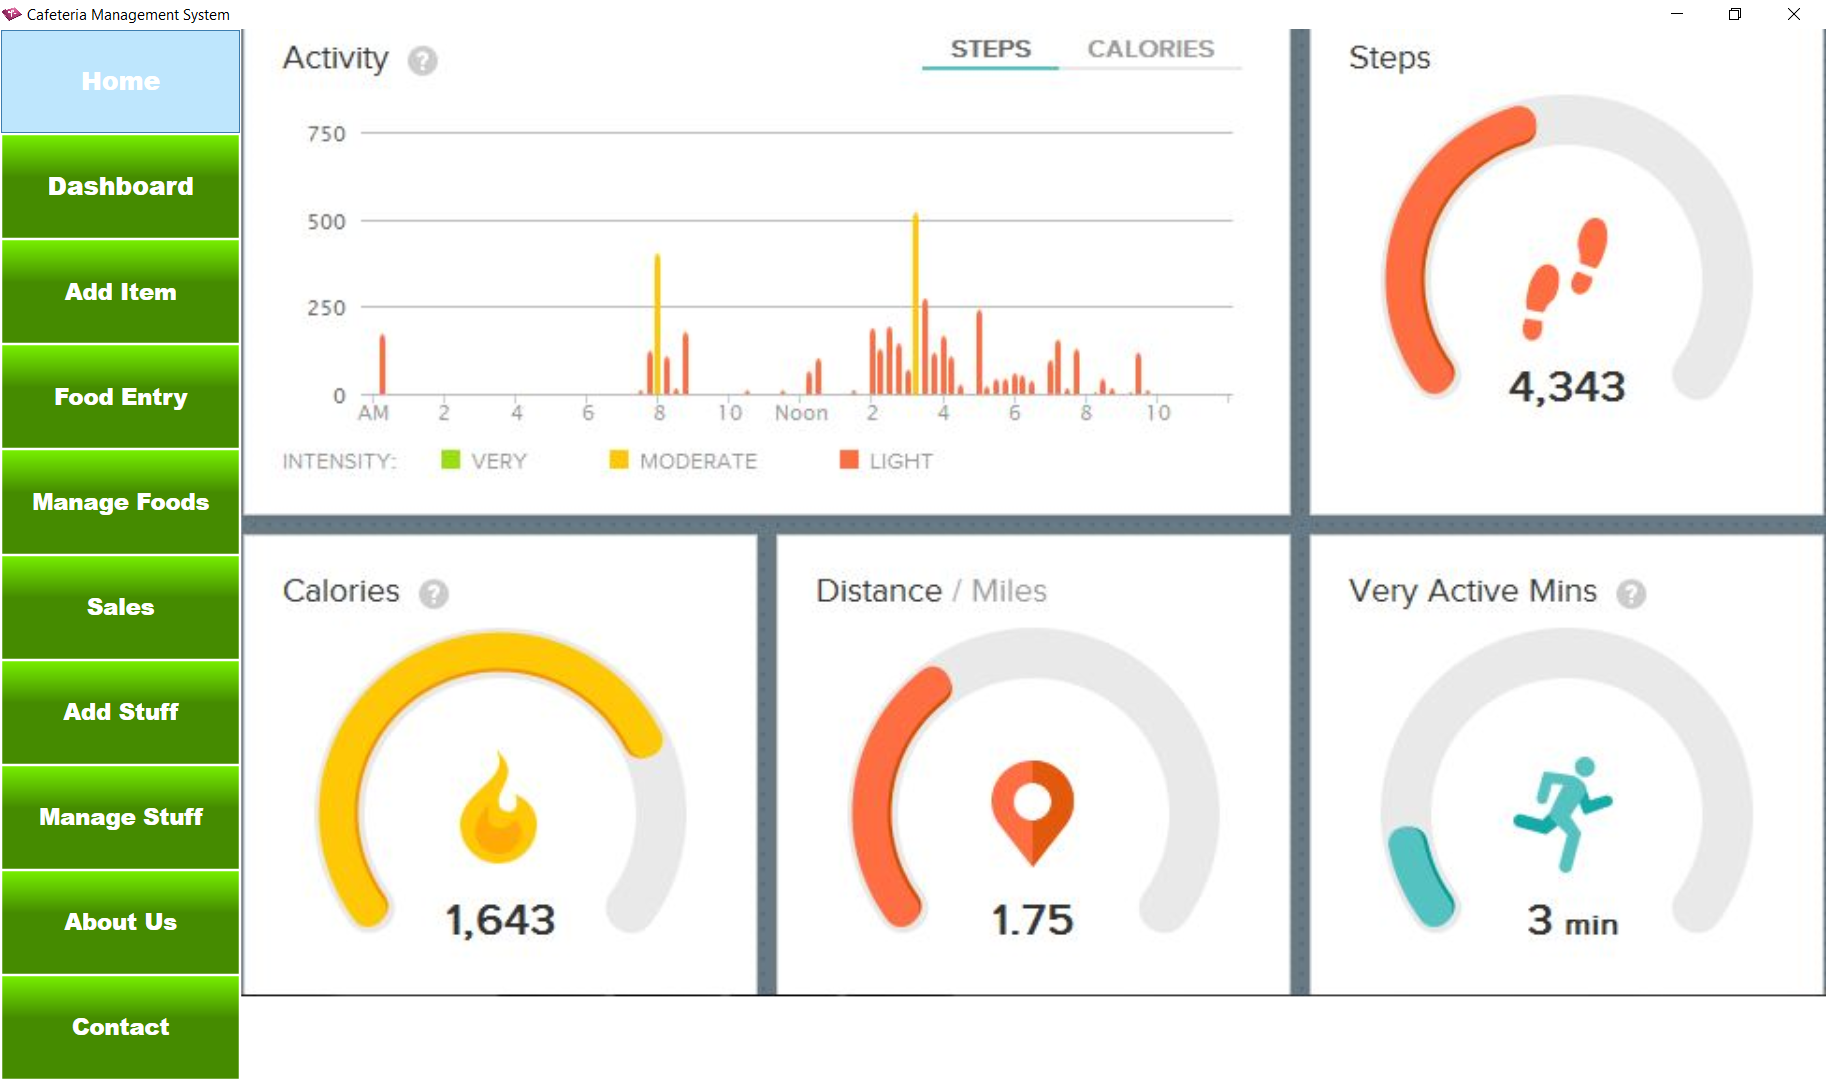 Cafeteria Management System
Home
Dashboard
Add Item
Food Entry
Manage Foods
Sales
Add Stuff
Manage Stuff
About Us
Contact
Activity ?
STEPS CALORIES
750
500
250
0
AM 2 4 6 8 10 Noon 2 4 6 8 10
INTENSITY: VERY MODERATE LIGHT
Steps
4,343
Calories ?
1,643
Distance / Miles
1.75
Very Active Mins ?
3 min